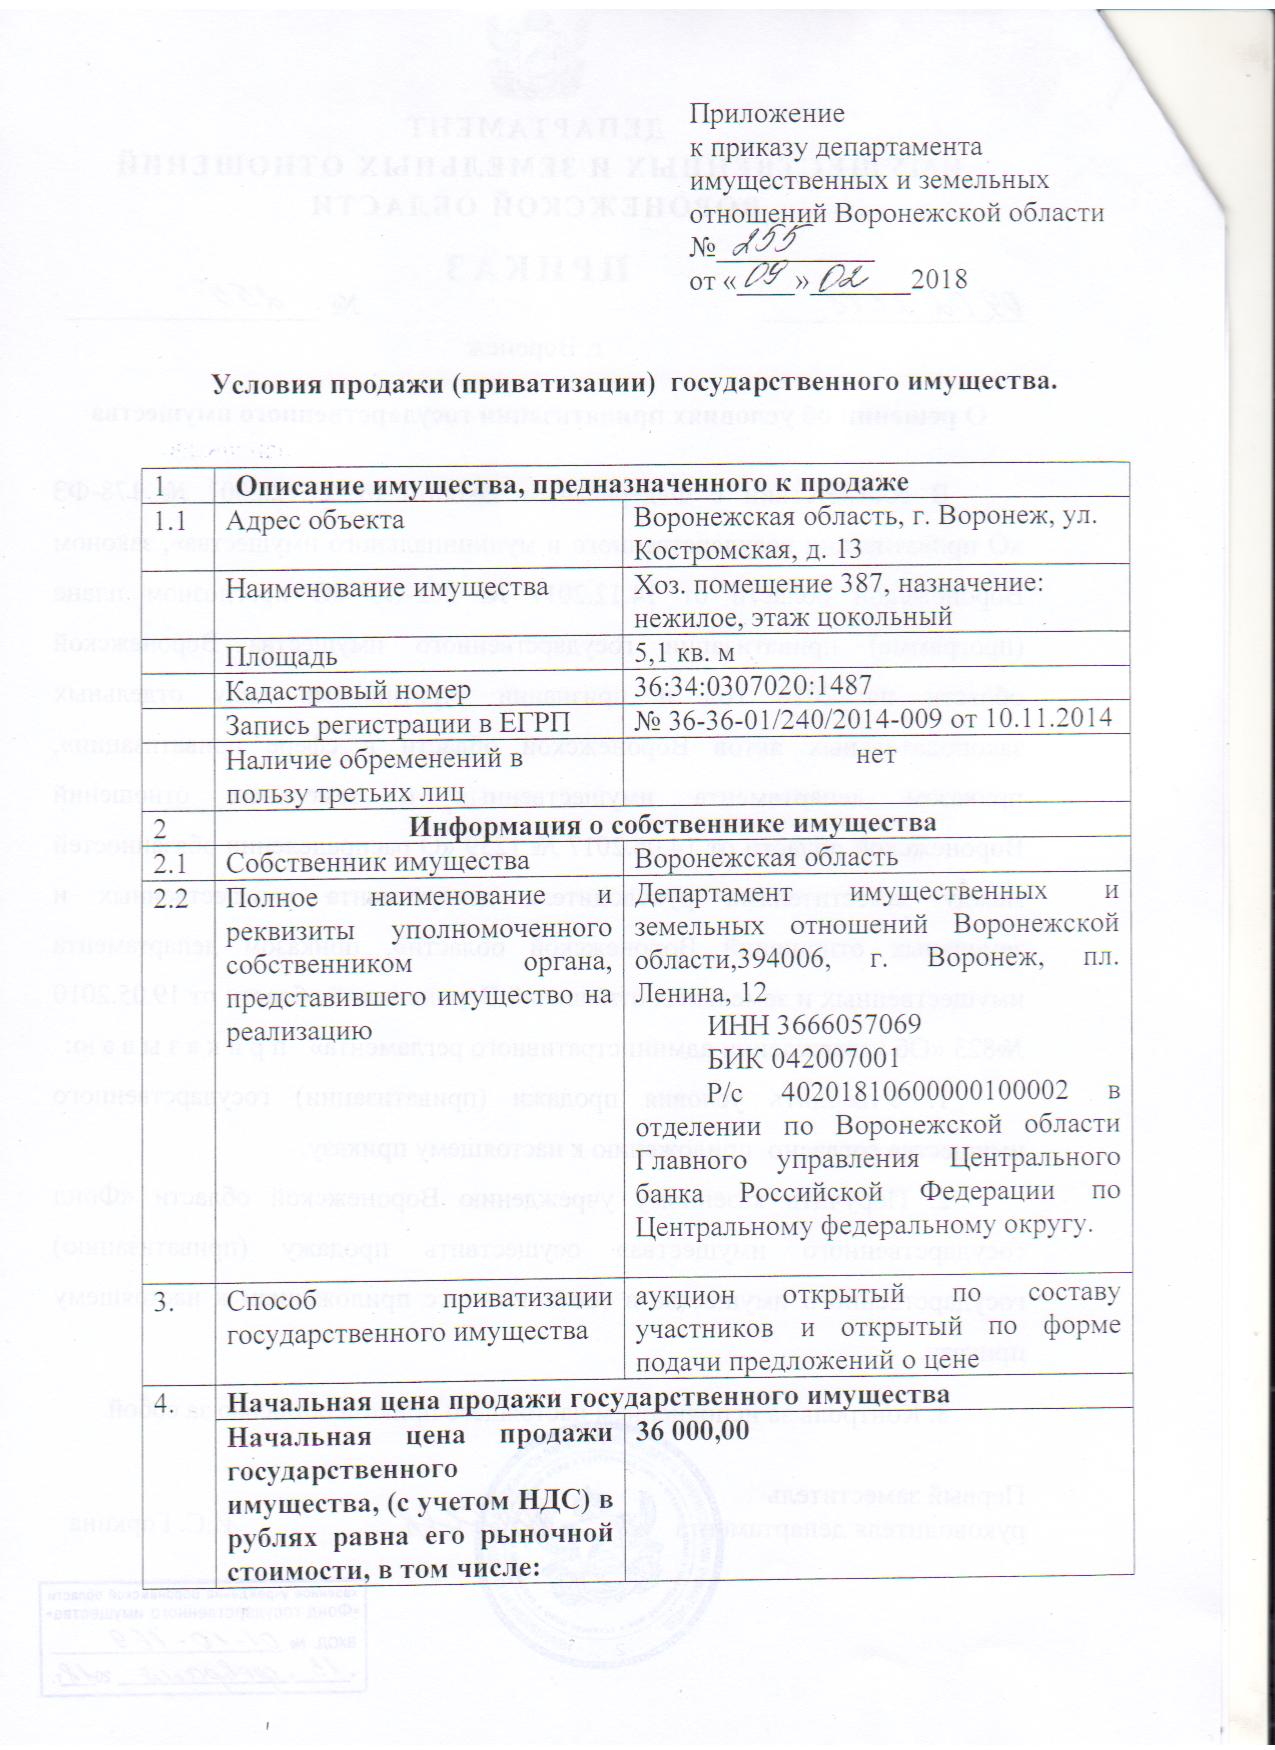 Приложение
к приказу департамента
имущественных и земельных
отношений Воронежской области
№ 255
от « 09 » 02 2018
Условия продажи (приватизации) государственного имущества.
1 Описание имущества, предназначенного к продаже
1.1 Адрес объекта Воронежская область, г. Воронеж, ул.
Костромская, д. 13
Наименование имущества Хоз. помещение 387, назначение:
нежилое, этаж цокольный
Площадь 5,1 кв. м
Кадастровый номер 36:34:0307020:1487
Запись регистрации в ЕГРП № 36-36-01/240/2014-009 от 10.11.2014
Наличие обременений в нет
пользу третьих лиц
2 Информация о собственнике имущества
2.1 Собственник имущества Воронежская область
2.2 Полное наименование и
реквизиты уполномоченного
собственником органа,
представившего имущество на
реализацию
Департамент имущественных и
земельных отношений Воронежской
области,394006, г. Воронеж, пл.
Ленина, 12
ИНН 3666057069
БИК 042007001
Р/с 40201810600000100002 в
отделении по Воронежской области
Главного управления Центрального
банка Российской Федерации по
Центральному федеральному округу.
3. Способ приватизации
государственного имущества
аукцион открытый по составу
участников и открытый по форме
подачи предложений о цене
4. Начальная цена продажи государственного имущества
Начальная цена продажи
государственного
имущества, (с учетом НДС) в
рублях равна его рыночной
стоимости, в том числе:
36 000,00